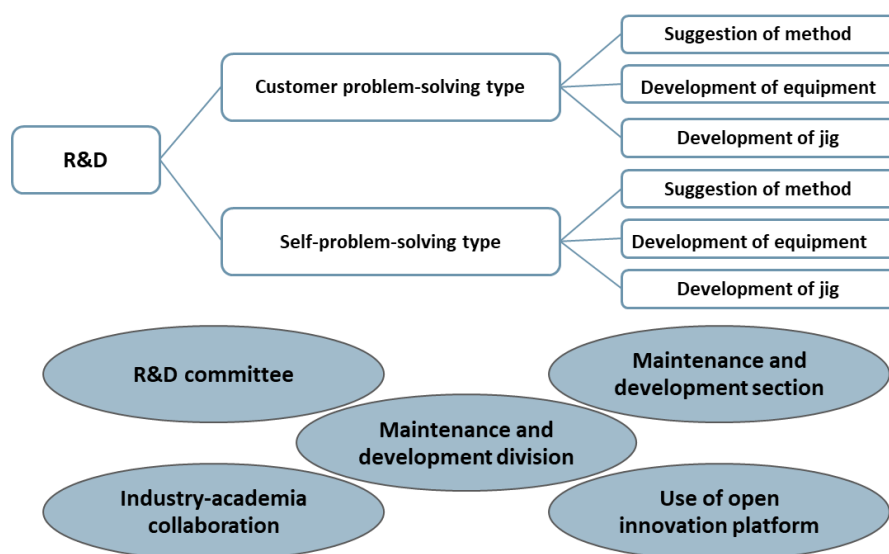 R&D
Customer problem-solving type
Suggestion of method
Development of equipment
Development of jig
Self-problem-solving type
Suggestion of method
Development of equipment
Development of jig
R&D committee
Maintenance and
development section
Maintenance and
development division
Industry-academia
collaboration
Use of open
innovation platform